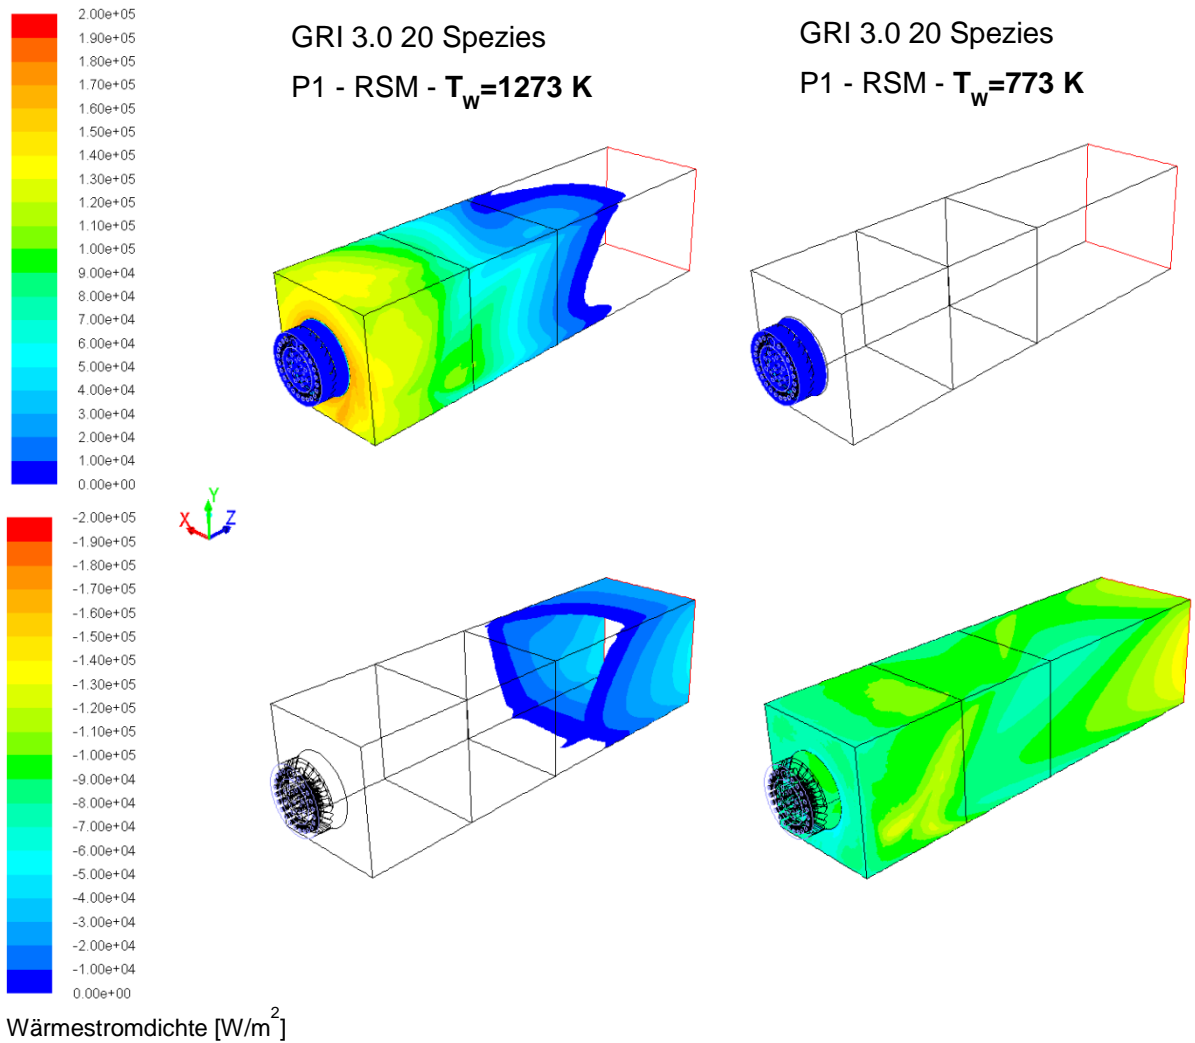 GRI 3.0 20 Spezies
P1 - RSM - T_W=1273 K
GRI 3.0 20 Spezies
P1 - RSM - T_W=773 K
2.00e+05
1.90e+05
1.80e+05
1.70e+05
1.60e+05
1.50e+05
1.40e+05
1.30e+05
1.20e+05
1.10e+05
1.00e+05
9.00e+04
8.00e+04
7.00e+04
6.00e+04
5.00e+04
4.00e+04
3.00e+04
2.00e+04
1.00e+04
0.00e+00
Y
X
Z
-2.00e+05
-1.90e+05
-1.80e+05
-1.70e+05
-1.60e+05
-1.50e+05
-1.40e+05
-1.30e+05
-1.20e+05
-1.10e+05
-1.00e+05
-9.00e+04
-8.00e+04
-7.00e+04
-6.00e+04
-5.00e+04
-4.00e+04
-3.00e+04
-2.00e+04
-1.00e+04
0.00e+00
Wärmestromdichte [W/m²]